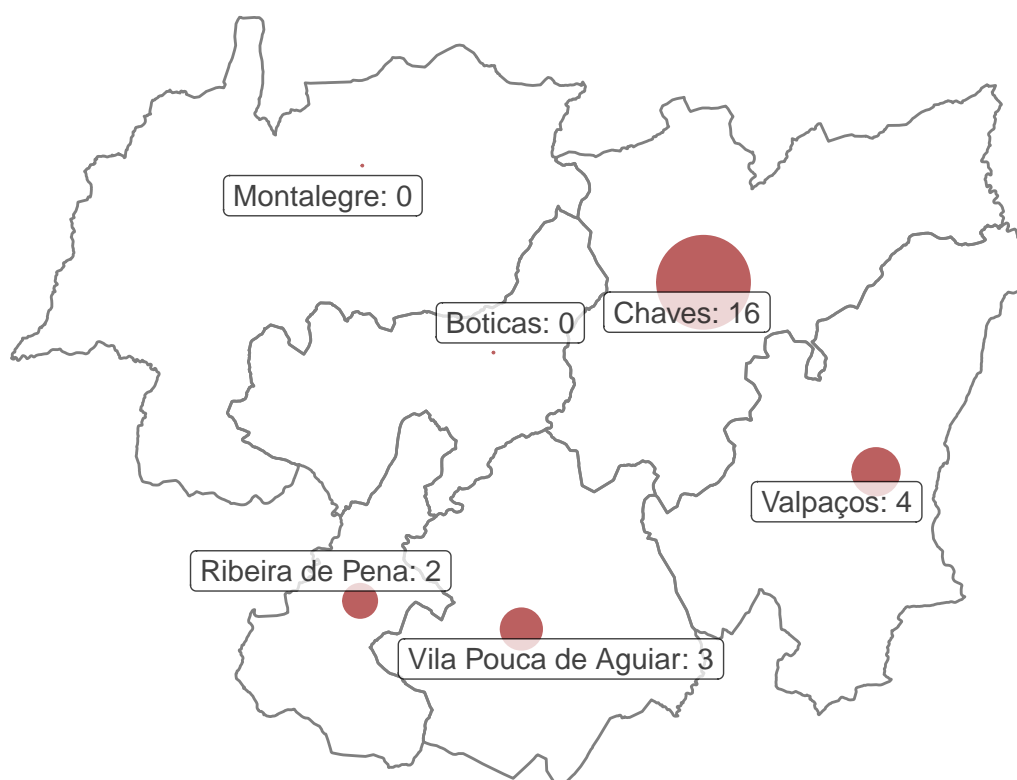 Montalegre: 0
Boticas: 0
Chaves: 16
Valpaços: 4
Ribeira de Pena: 2
Vila Pouca de Aguiar: 3